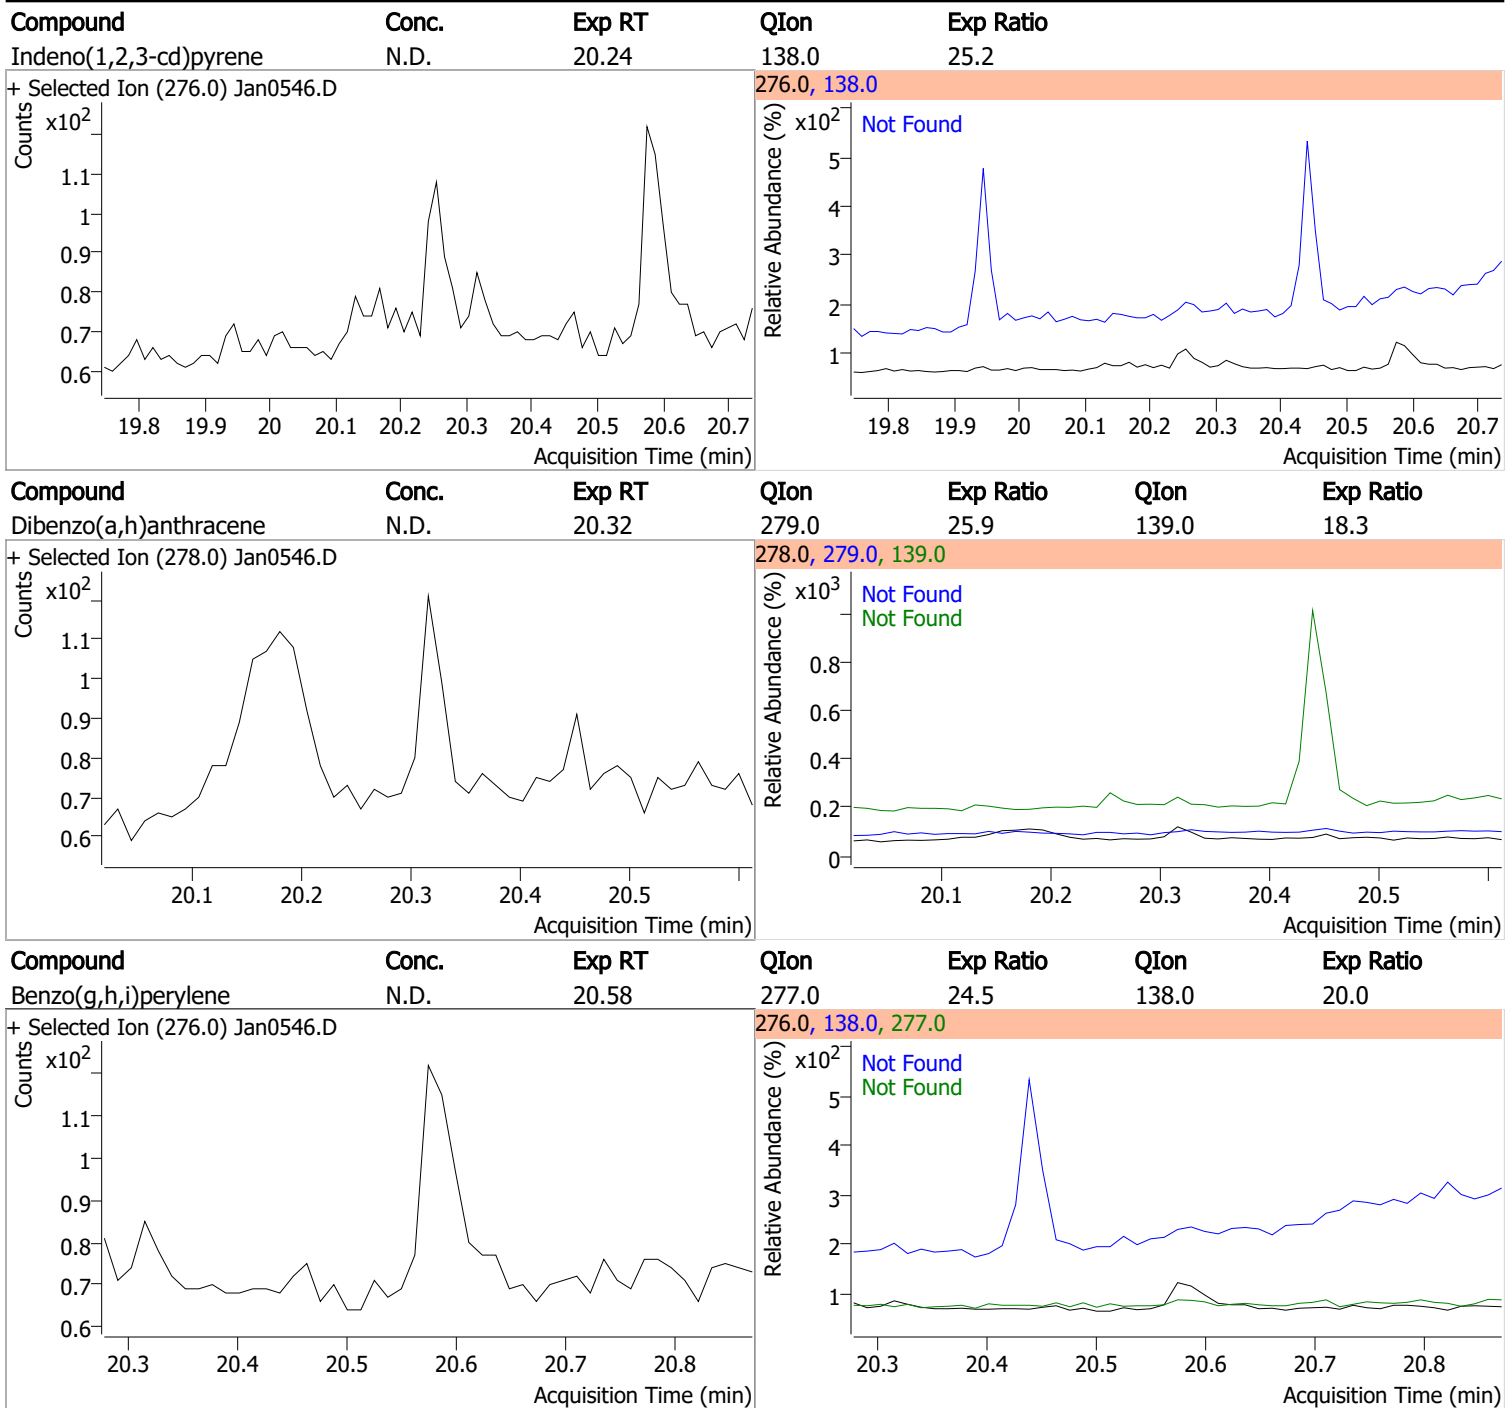 Compound Conc. Exp RT QIon Exp Ratio
Indeno(1,2,3-cd)pyrene N.D. 20.24 138.0 25.2
+ Selected Ion (276.0) Jan0546.D
Counts
x10²
1.1
1
0.9
0.8
0.7
0.6
19.8 19.9 20 20.1 20.2 20.3 20.4 20.5 20.6 20.7
Acquisition Time (min)
276.0, 138.0
Relative Abundance (%)
x10²
Not Found
5
4
3
2
1
19.8 19.9 20 20.1 20.2 20.3 20.4 20.5 20.6 20.7
Acquisition Time (min)
Compound Conc. Exp RT QIon Exp Ratio QIon Exp Ratio
Dibenzo(a,h)anthracene N.D. 20.32 279.0 25.9 139.0 18.3
+ Selected Ion (278.0) Jan0546.D
Counts
x10²
1.1
1
0.9
0.8
0.7
0.6
20.1 20.2 20.3 20.4 20.5
Acquisition Time (min)
278.0, 279.0, 139.0
Relative Abundance (%)
x10³
Not Found
Not Found
0.8
0.6
0.4
0.2
0
20.1 20.2 20.3 20.4 20.5
Acquisition Time (min)
Compound Conc. Exp RT QIon Exp Ratio QIon Exp Ratio
Benzo(g,h,i)perylene N.D. 20.58 277.0 24.5 138.0 20.0
+ Selected Ion (276.0) Jan0546.D
Counts
x10²
1.1
1
0.9
0.8
0.7
0.6
20.3 20.4 20.5 20.6 20.7 20.8
Acquisition Time (min)
276.0, 138.0, 277.0
Relative Abundance (%)
x10²
Not Found
Not Found
5
4
3
2
1
20.3 20.4 20.5 20.6 20.7 20.8
Acquisition Time (min)